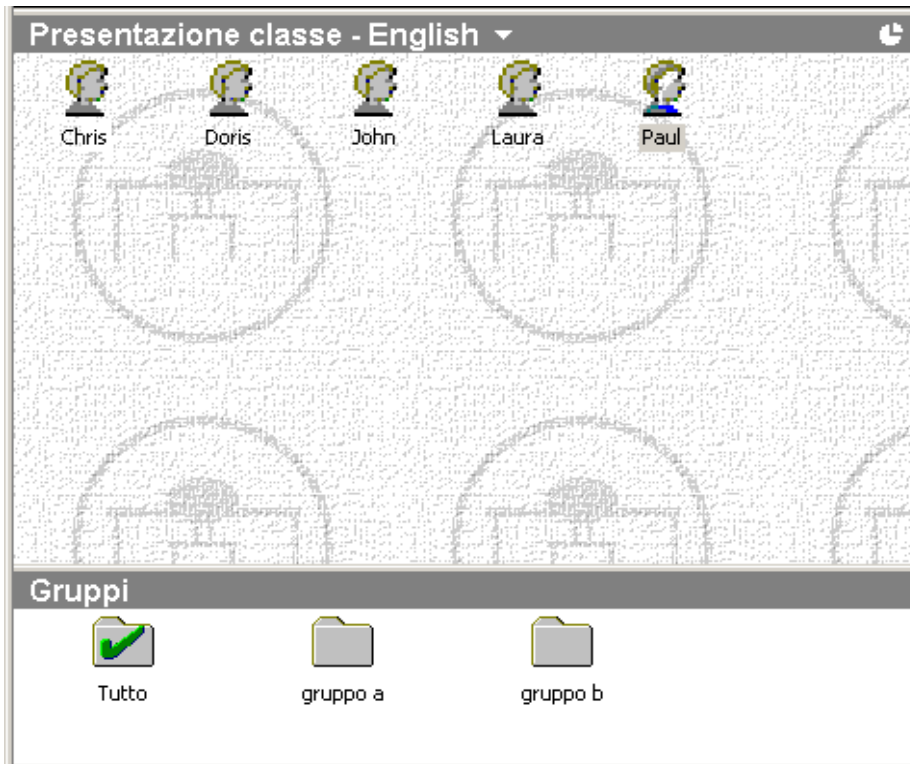 Presentazione classe - English
Chris Doris John Laura Paul
Gruppi
Tutto gruppo a gruppo b